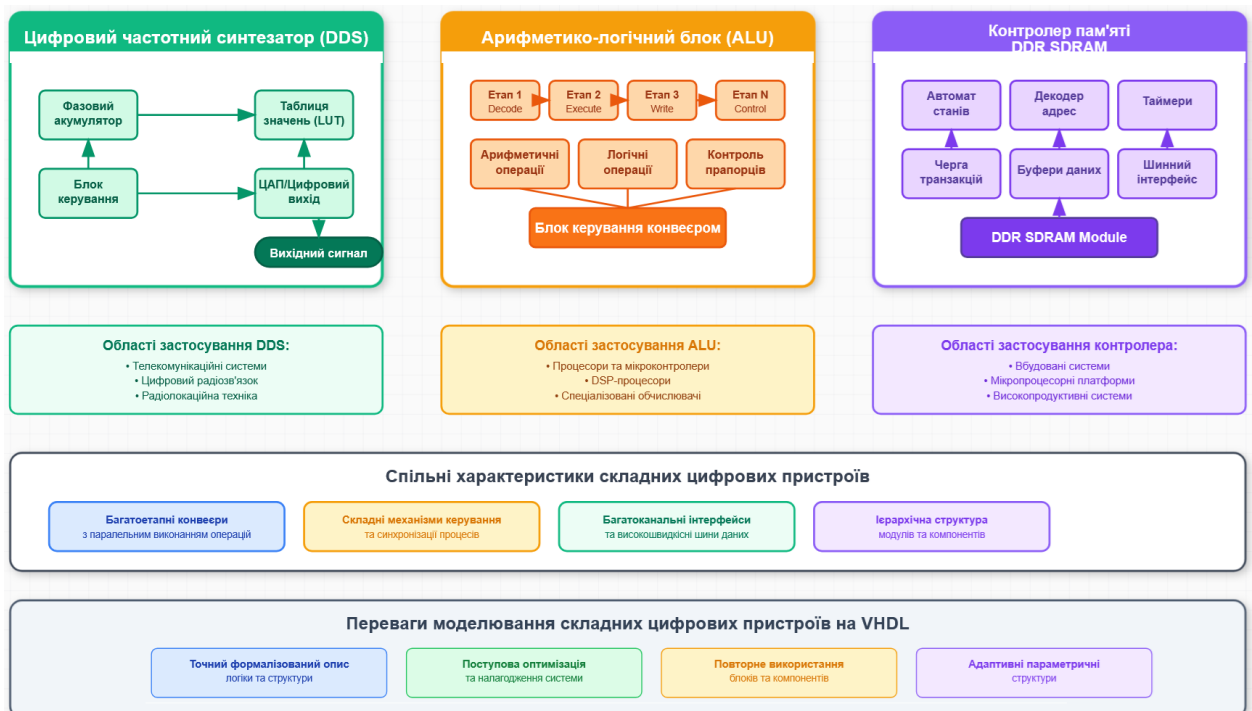 Цифровий частотний синтезатор (DDS)
Фазовий
акумулятор
Таблиця
значень (LUT)
Блок
керування
ЦАП/Цифровий
вихід
Вихідний сигнал
Арифметико-логічний блок (ALU)
Етап 1
Decode
Етап 2
Execute
Етап 3
Write
Етап N
Control
Арифметичні
операції
Логічні
операції
Контроль
прапорців
Блок керування конвеєром
Контролер пам'яті
DDR SDRAM
Автомат
станів
Декодер
адрес
Таймери
Черга
транзакцій
Буфери даних
Шинний
інтерфейс
DDR SDRAM Module
Області застосування DDS:
• Телекомунікаційні системи
• Цифровий радіозв'язок
• Радіолокаційна техніка
Області застосування ALU:
• Процесори та мікроконтролери
• DSP-процесори
• Спеціалізовані обчислювачі
Області застосування контролера:
• Вбудовані системи
• Мікропроцесорні платформи
• Високопродуктивні системи
Спільні характеристики складних цифрових пристроїв
Багатоетапні конвеєри
з паралельним виконанням операцій
Складні механізми керування
та синхронізації процесів
Багатоканальні інтерфейси
та високошвидкісні шини даних
Ієрархічна структура
модулів та компонентів
Переваги моделювання складних цифрових пристроїв на VHDL
Точний формалізований опис
логіки та структури
Поступова оптимізація
та налагодження системи
Повторне використання
блоків та компонентів
Адаптивні параметричні
структури